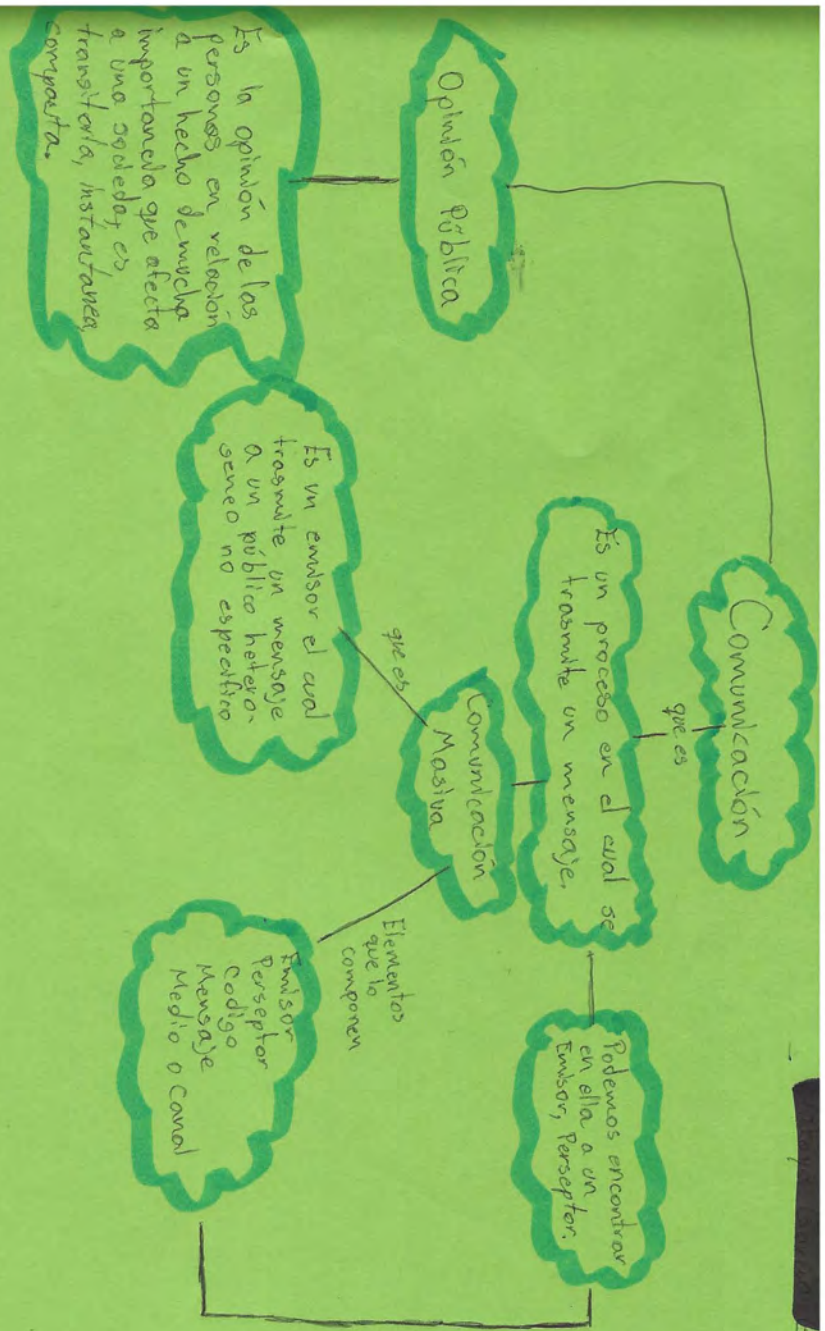 Comunicación
que es
Es un proceso en el cual se
trasmite un mensaje.
Podemos encontrar
en ella a un
Emisor, Perseptor.
Opinión Pública
Es la opinión de las
personas en relación
a un hecho de mucha
importancia que afecta
a una sociedad, es
transitoria, instantanea,
compauta.
Comunicación
Masiva
que es
Es un emisor el cual
trasmite un mensaje
a un público hetero-
geneo no especifico
Elementos
que lo
componen
Emisor
Perseptor
Codigo
Mensaje
Medio o Canal